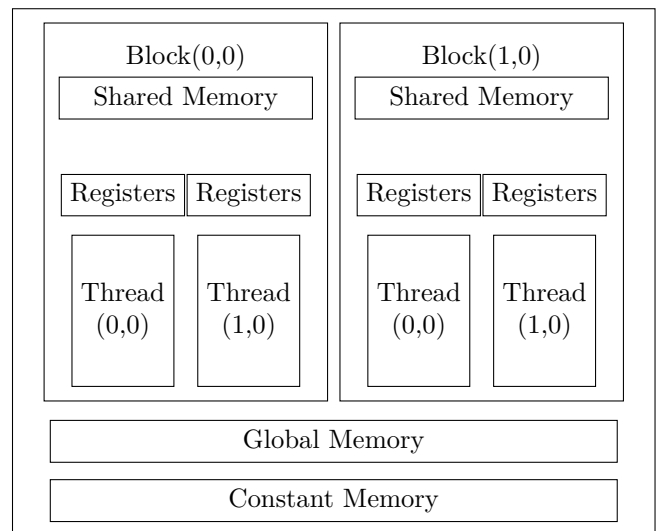 Block(0,0)
Shared Memory
Registers Registers
Thread
(0,0)
Thread
(1,0)
Block(1,0)
Shared Memory
Registers Registers
Thread
(0,0)
Thread
(1,0)
Global Memory
Constant Memory